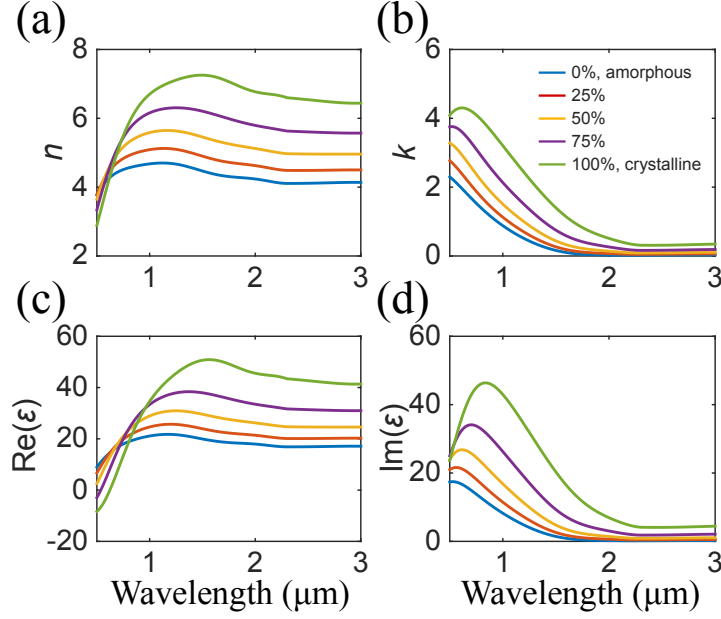 (a)
(b)
8
6
4
2
n
1
2
3
6
4
2
0
k
1
2
3
0%, amorphous
25%
50%
75%
100%, crystalline
(c)
(d)
60
40
20
0
-20
Re(ε)
1
2
3
Wavelength (μm)
60
40
20
0
Im(ε)
1
2
3
Wavelength (μm)